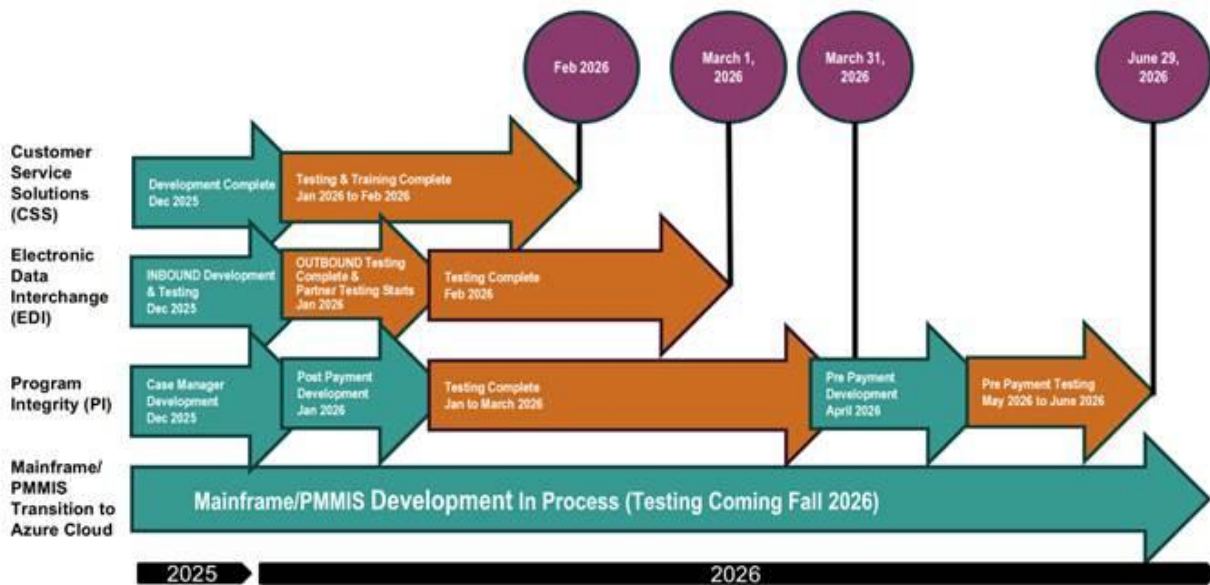 Feb 2026
March 1,
2026
March 31,
2026
June 29,
2026
Customer
Service
Solutions
(CSS)
Development Complete
Dec 2025
Testing & Training Complete
Jan 2026 to Feb 2026
Electronic
Data
Interchange
(EDI)
INBOUND Development
& Testing
Dec 2025
OUTBOUND Testing
Complete &
Partner Testing Starts
Jan 2026
Testing Complete
Feb 2026
Program
Integrity (PI)
Case Manager
Development
Dec 2025
Post Payment
Development
Jan 2026
Testing Complete
Jan to March 2026
Pre Payment
Development
April 2026
Pre Payment Testing
May 2026 to June 2026
Mainframe/
PMMIS
Transition to
Azure Cloud
Mainframe/PMMIS Development In Process (Testing Coming Fall 2026)
2025
2026